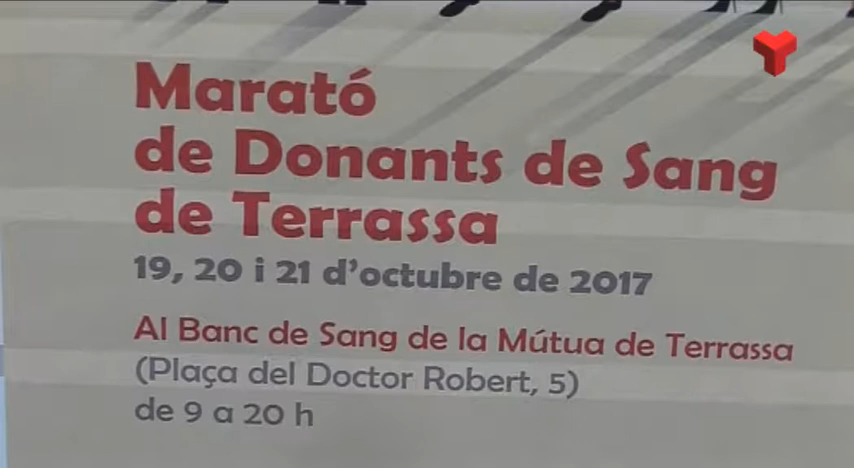 Marató
de Donants de Sang
de Terrassa
19, 20 i 21 d'octubre de 2017
Al Banc de Sang de la Mútua de Terrassa
(Plaça del Doctor Robert, 5)
de 9 a 20 h